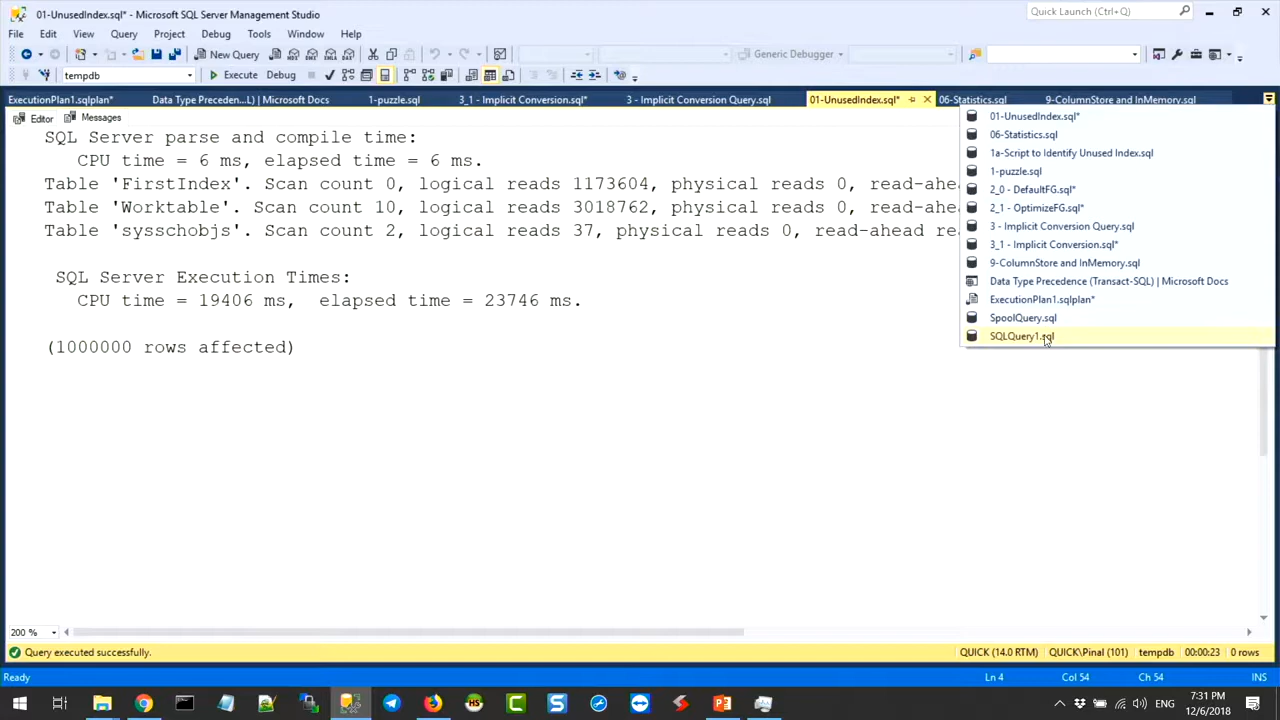 01-UnusedIndex.sql* - Microsoft SQL Server Management Studio
Quick Launch (Ctrl+Q)
File Edit View Query Project Debug Tools Window Help
New Query
Generic Debugger
tempdb Execute Debug
ExecutionPlan1.sqlplan* Data Type Preceden...L) | Microsoft Docs 1-puzzle.sql 3_1 - Implicit Conversion.sql* 3 - Implicit Conversion Query.sql 01-UnusedIndex.sql* 06-Statistics.sql 9-ColumnStore and InMemory.sql
Editor Messages
SQL Server parse and compile time:
CPU time = 6 ms, elapsed time = 6 ms.
Table 'FirstIndex'. Scan count 0, logical reads 1173604, physical reads 0, read-ahea
Table 'Worktable'. Scan count 10, logical reads 3018762, physical reads 0, read-ahea
Table 'sysschobjs'. Scan count 2, logical reads 37, physical reads 0, read-ahead rea
SQL Server Execution Times:
CPU time = 19406 ms, elapsed time = 23746 ms.
(1000000 rows affected)
01-UnusedIndex.sql*
06-Statistics.sql
1a-Script to Identify Unused Index.sql
1-puzzle.sql
2_0 - DefaultFG.sql*
2_1 - OptimizeFG.sql*
3 - Implicit Conversion Query.sql
3_1 - Implicit Conversion.sql*
9-ColumnStore and InMemory.sql
Data Type Precedence (Transact-SQL) | Microsoft Docs
ExecutionPlan1.sqlplan*
SpoolQuery.sql
SQLQuery1.sql
200 %
Query executed successfully. QUICK (14.0 RTM) QUICK\Pinal (101) tempdb 00:00:23 0 rows
Ready Ln 4 Col 54 Ch 54 INS
ENG
7:31 PM
12/6/2018